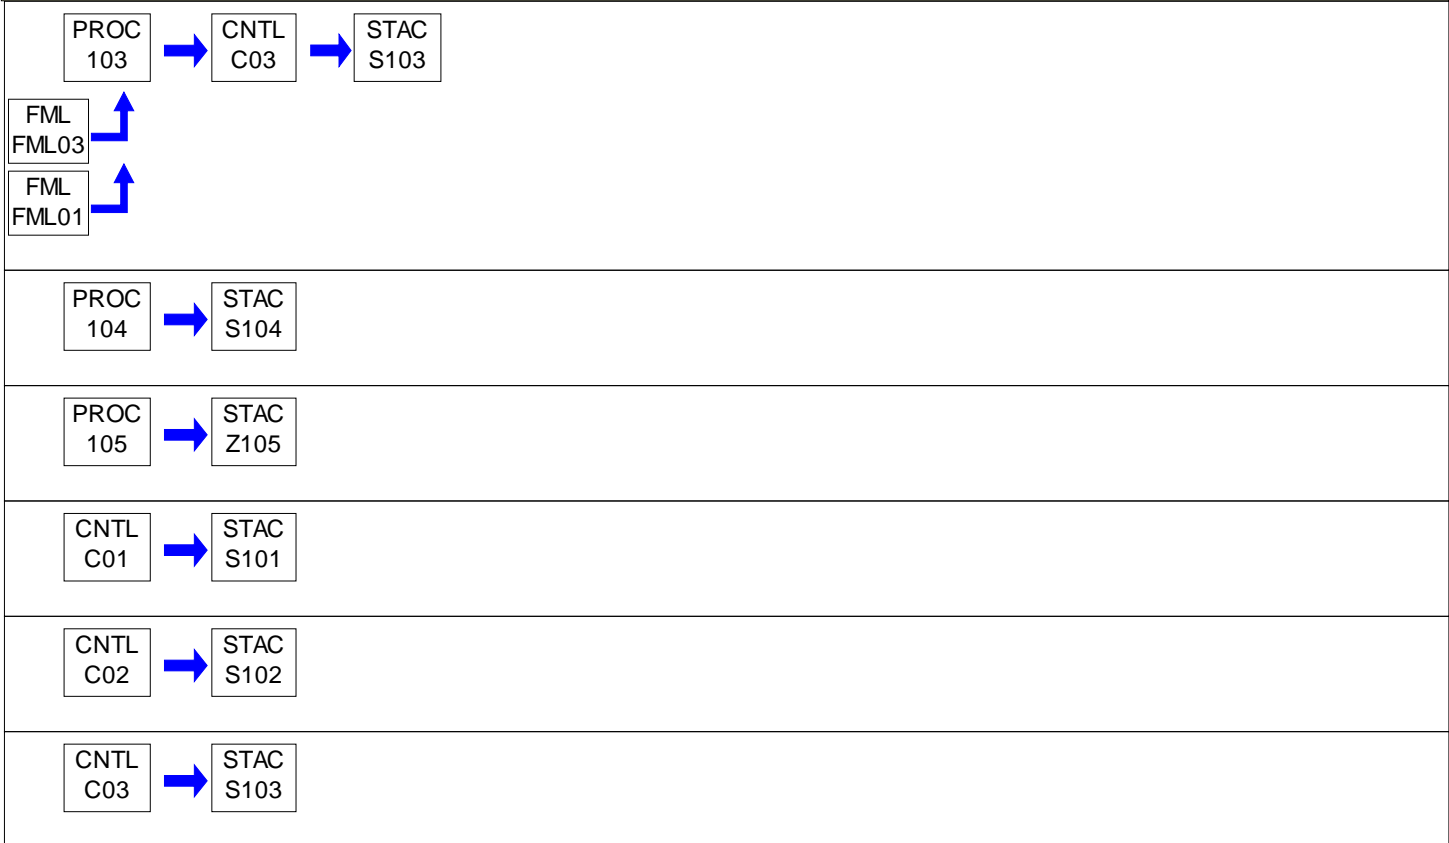 PROC
103
CNTL
C03
STAC
S103
FML
FML03
FML
FML01
PROC
104
STAC
S104
PROC
105
STAC
Z105
CNTL
C01
STAC
S101
CNTL
C02
STAC
S102
CNTL
C03
STAC
S103